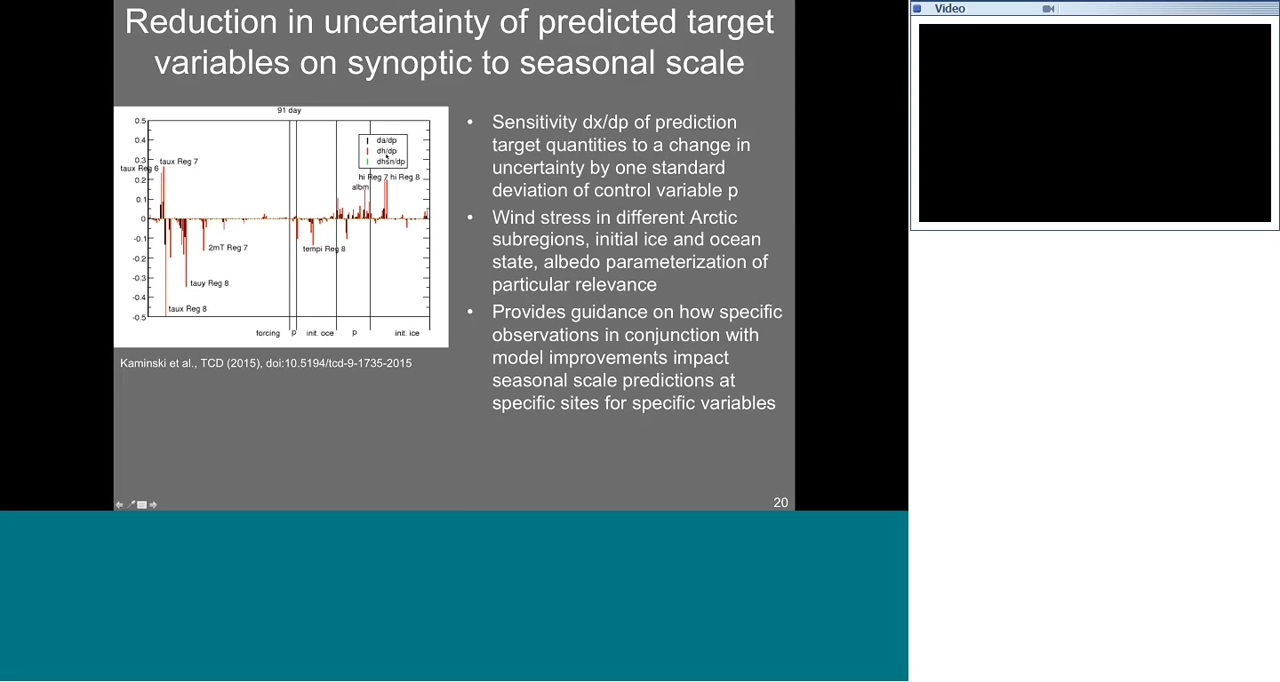 Reduction in uncertainty of predicted target
variables on synoptic to seasonal scale
Video
91 day
0.5
0.4
0.3
0.2
0.1
0
-0.1
-0.2
-0.3
-0.4
-0.5
da/dp
dh/dp
dhsn/dp
taux Reg 6
taux Reg 7
hi Reg 7 hi Reg 8
albm
2mT Reg 7
tempi Reg 8
tauy Reg 8
taux Reg 8
forcing p init. oce p init. ice
Kaminski et al., TCD (2015), doi:10.5194/tcd-9-1735-2015
• Sensitivity dx/dp of prediction
target quantities to a change in
uncertainty by one standard
deviation of control variable p
• Wind stress in different Arctic
subregions, initial ice and ocean
state, albedo parameterization of
particular relevance
• Provides guidance on how specific
observations in conjunction with
model improvements impact
seasonal scale predictions at
specific sites for specific variables
20